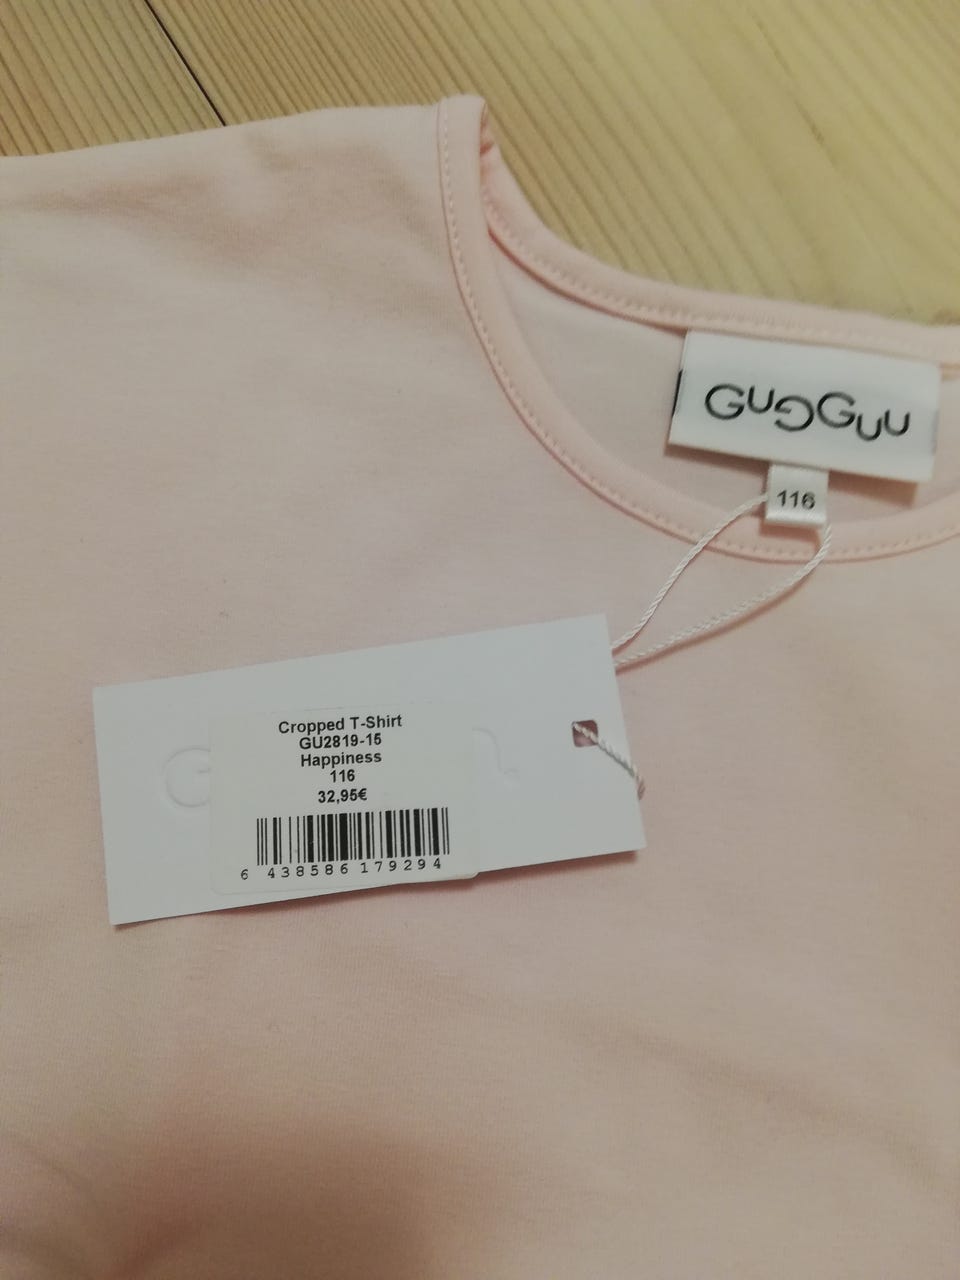 GUGGUU
116
Cropped T-Shirt
GU2819-15
Happiness
116
32,95€
6 438586 179294